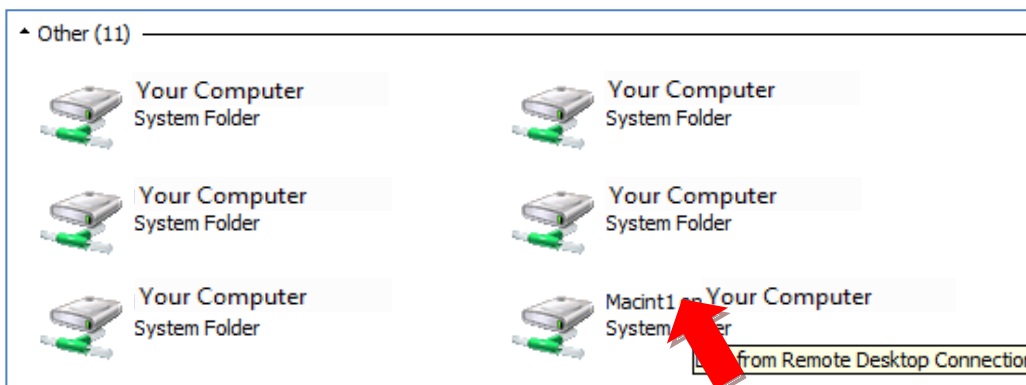 Other (11)
Your Computer
System Folder
Your Computer
System Folder
Your Computer
System Folder
Your Computer
System Folder
Your Computer
System Folder
Macint1 on Your Computer
System
from Remote Desktop Connection